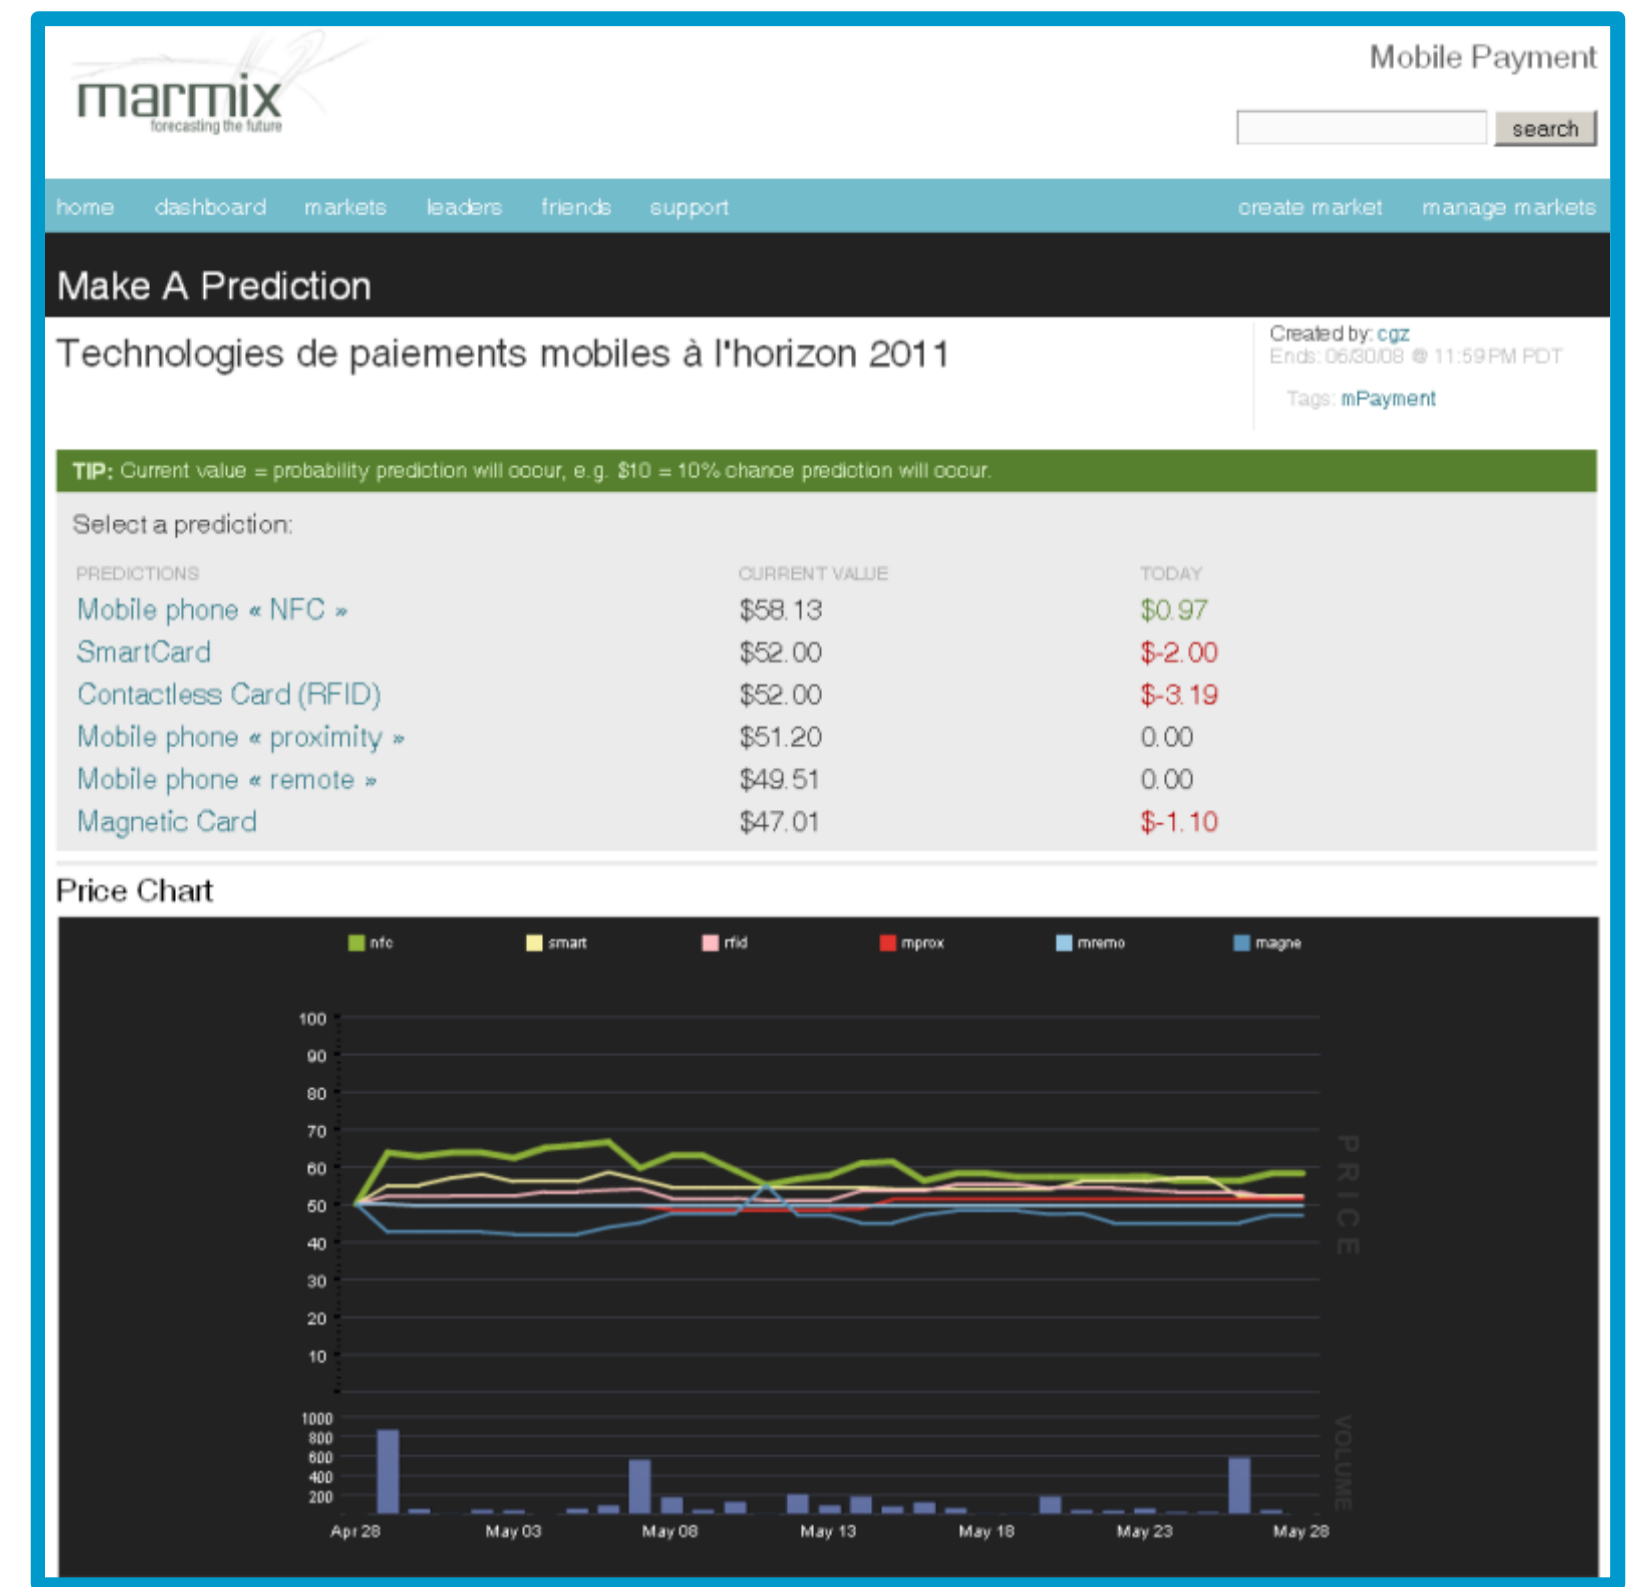 marmix
forecasting the future
Mobile Payment
search
home dashboard markets leaders friends support create market manage markets
Make A Prediction
Technologies de paiements mobiles à l'horizon 2011
Created by: cgz
Ends: 06/30/08 @ 11:59 PM PDT
Tags: mPayment
TIP: Current value = probability prediction will occur, e.g. $10 = 10% chance prediction will occur.
Select a prediction:
PREDICTIONS CURRENT VALUE TODAY
Mobile phone « NFC » $58.13 $0.97
SmartCard $52.00 $-2.00
Contactless Card (RFID) $52.00 $-3.19
Mobile phone « proximity » $51.20 0.00
Mobile phone « remote » $49.51 0.00
Magnetic Card $47.01 $-1.10
Price Chart
nfc smart rfid mprox mremo magne
100
90
80
70
60
50
40
30
20
10
PRICE
1000
800
600
400
200
VOLUME
Apr 28 May 03 May 08 May 13 May 18 May 23 May 28